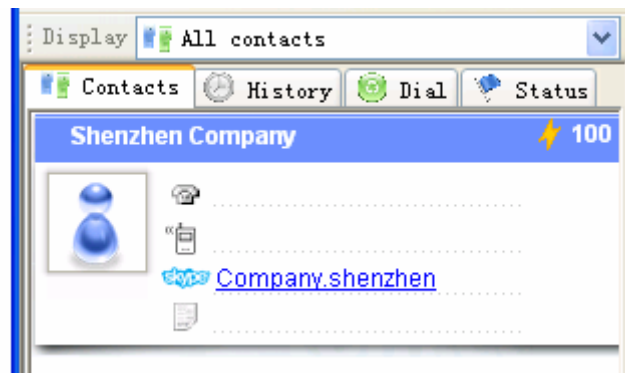 Display All contacts
Contacts History Dial Status
Shenzhen Company 100
skype Company.shenzhen